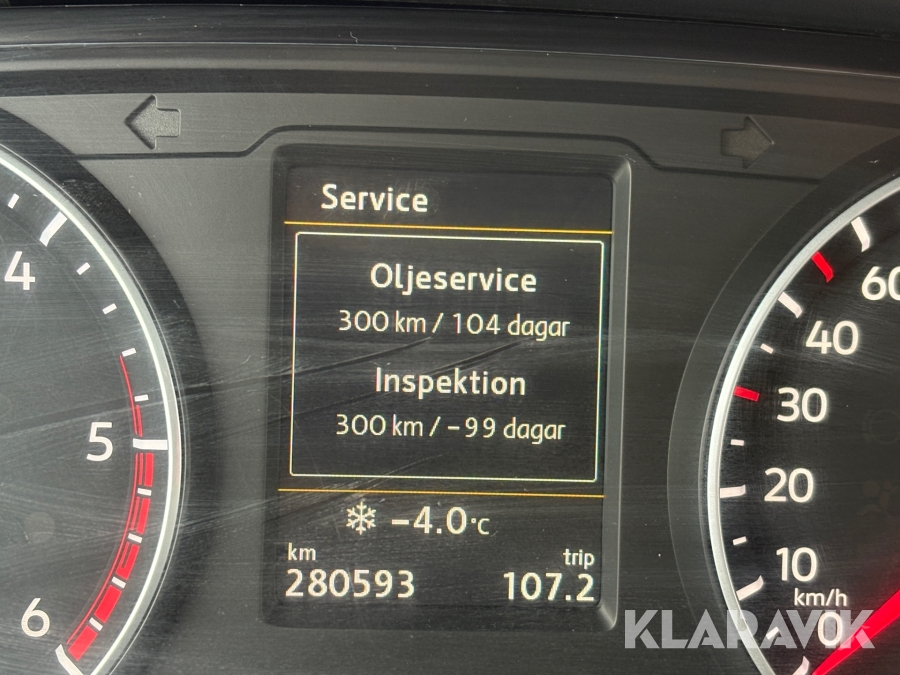 Service
Oljeservice
300 km / 104 dagar
Inspektion
300 km / -99 dagar
-4.0°C
km
trip
280593
107.2
4
5
6
60
40
30
20
10
km/h
0
KLARAVIK